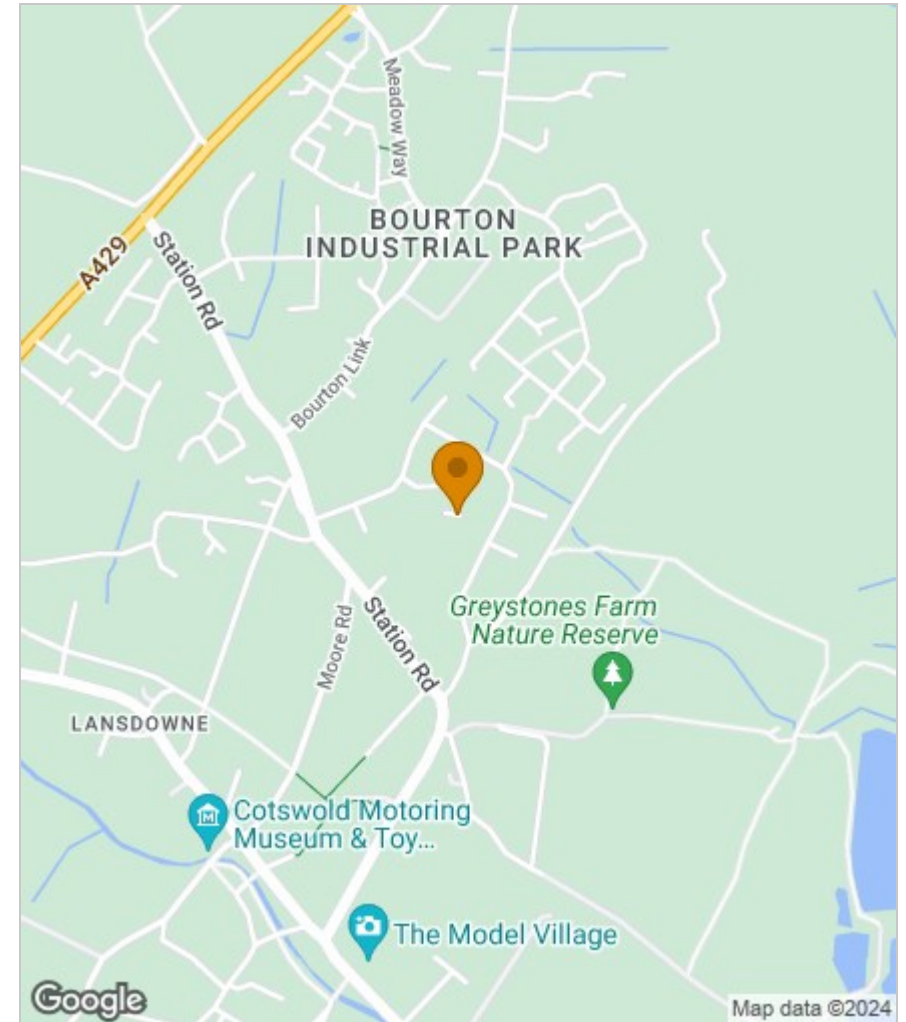 Meadow Way
BOURTON
INDUSTRIAL PARK
A429
Station Rd
Bourton Link
Greystones Farm
Nature Reserve
Moore Rd
Station Rd
LANSDOWNE
Cotswold Motoring
Museum & Toy...
M
The Model Village
Google
Map data ©2024